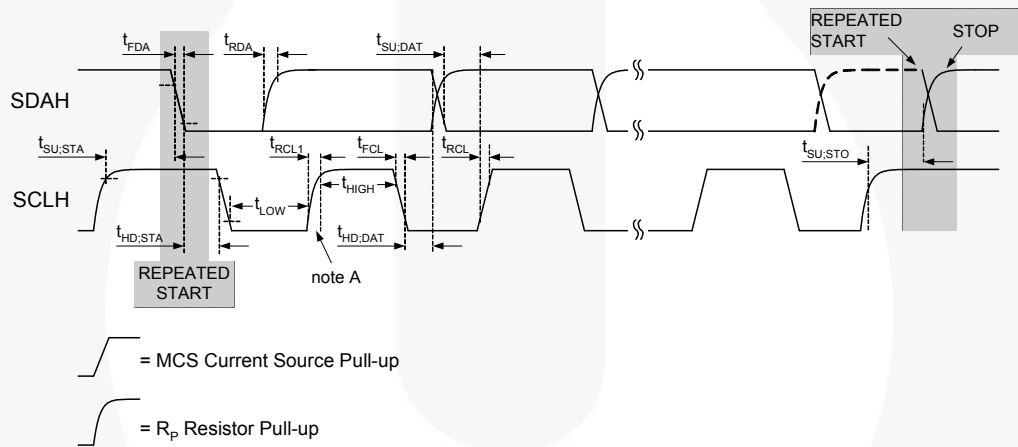 REPEATED
START
STOP
tFDA
tRDA
tSU;DAT
SDAH
tSU;STA
tRCL1
tFCL
tRCL
tSU;STO
SCLH
tHIGH
tLOW
tHD;STA
tHD;DAT
REPEATED
START
note A
= MCS Current Source Pull-up
= RP Resistor Pull-up